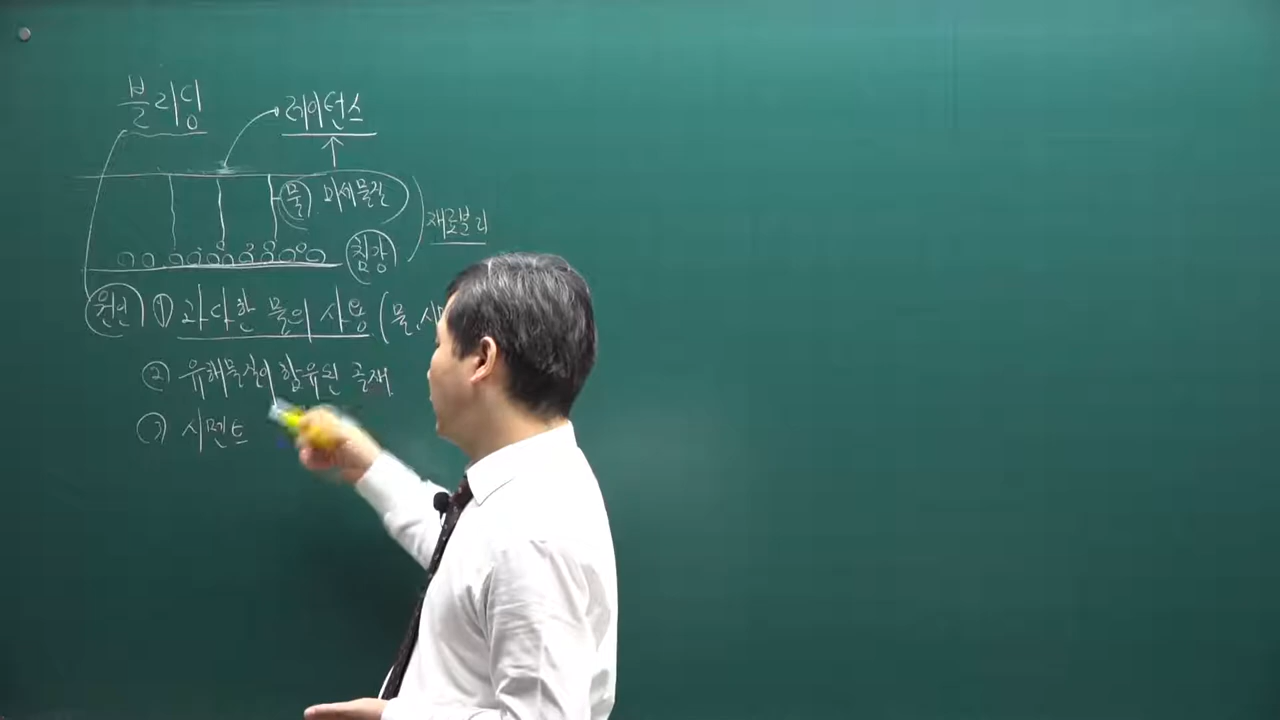 블리딩
레이턴스
물 미세물질
재료분리
침강
원인 ① 과다한 물의 사용 (물, 시
② 유해물질이 함유된 골재
③ 시멘트